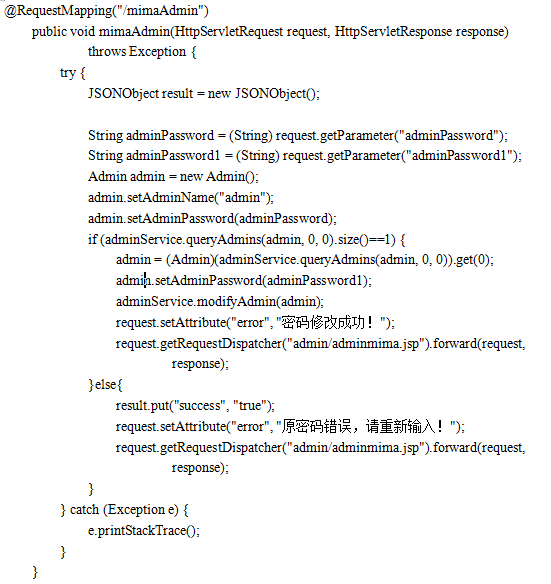 @RequestMapping("/mimaAdmin")
public void mimaAdmin(HttpServletRequest request, HttpServletResponse response)
throws Exception {
try {
JSONObject result = new JSONObject();
String adminPassword = (String) request.getParameter("adminPassword");
String adminPassword1 = (String) request.getParameter("adminPassword1");
Admin admin = new Admin();
admin.setAdminName("admin");
admin.setAdminPassword(adminPassword);
if (adminService.queryAdmins(admin, 0, 0).size()==1) {
admin = (Admin)(adminService.queryAdmins(admin, 0, 0)).get(0);
admin.setAdminPassword(adminPassword1);
adminService.modifyAdmin(admin);
request.setAttribute("error", "密码修改成功！");
request.getRequestDispatcher("admin/adminmima.jsp").forward(request,
response);
}else{
result.put("success", "true");
request.setAttribute("error", "原密码错误，请重新输入！");
request.getRequestDispatcher("admin/adminmima.jsp").forward(request,
response);
}
} catch (Exception e) {
e.printStackTrace();
}
}